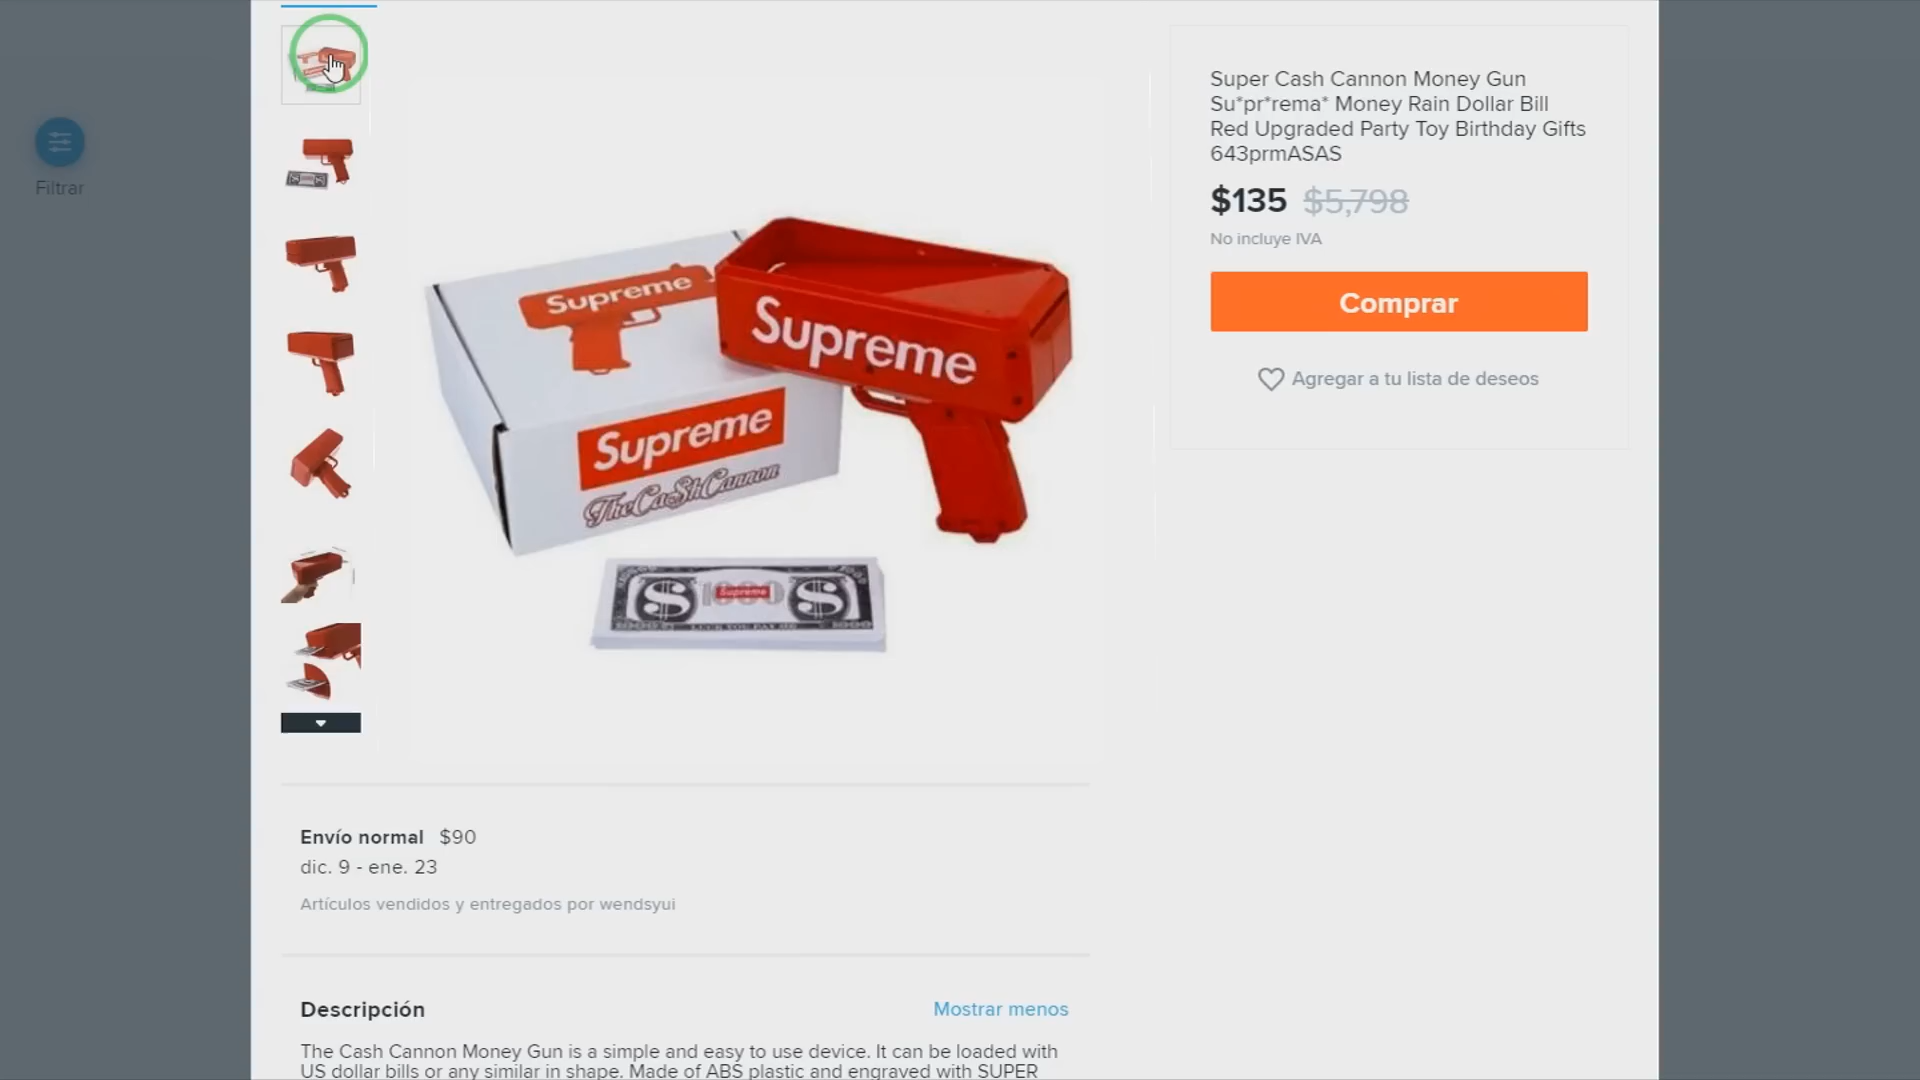 Filtrar
Super Cash Cannon Money Gun
Su*pr*rema* Money Rain Dollar Bill
Red Upgraded Party Toy Birthday Gifts
643prmASAS
$135 $5,798
No incluye IVA
Comprar
Agregar a tu lista de deseos
Supreme
Supreme
Supreme
The Ca$h Cannon
$ 1000 $
Supreme
Envío normal $90
dic. 9 - ene. 23
Artículos vendidos y entregados por wendsyui
Descripción
Mostrar menos
The Cash Cannon Money Gun is a simple and easy to use device. It can be loaded with
US dollar bills or any similar in shape. Made of ABS plastic and engraved with SUPER